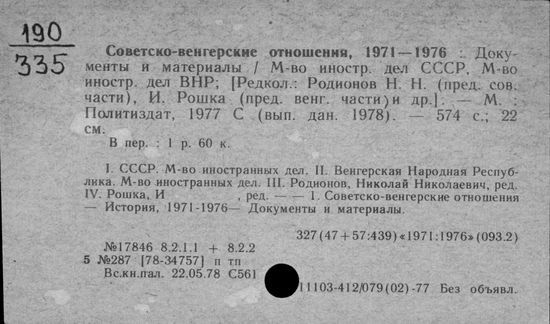 190
335
Советско-венгерские отношения, 1971—1976 : Доку-
менты и материалы / М-во иностр. дел СССР, М-во
иностр. дел ВНР; [Редкол.: Родионов Н. Н. (пред. сов.
части), И. Рошка (пред. венг. части) и др.]. — М. :
Политиздат, 1977 С (вып. дан. 1978). — 574 с.; 22
см.
В пер. : 1 р. 60 к.
I. СССР. М-во иностранных дел. II. Венгерская Народная Респуб-
лика. М-во иностранных дел. III. Родионов, Николай Николаевич, ред.
IV. Рошка, И , ред. — — 1. Советско-венгерские отношения
— История, 1971-1976— Документы и материалы.
327(47+57:439)«1971:1976»(093.2)
№17846 8.2.1.1 + 8.2.2
5 №287 [78-34757] п тп
Вс.кн.пал. 22.05.78 С561
11103-412/079(02)-77 Без объявл.